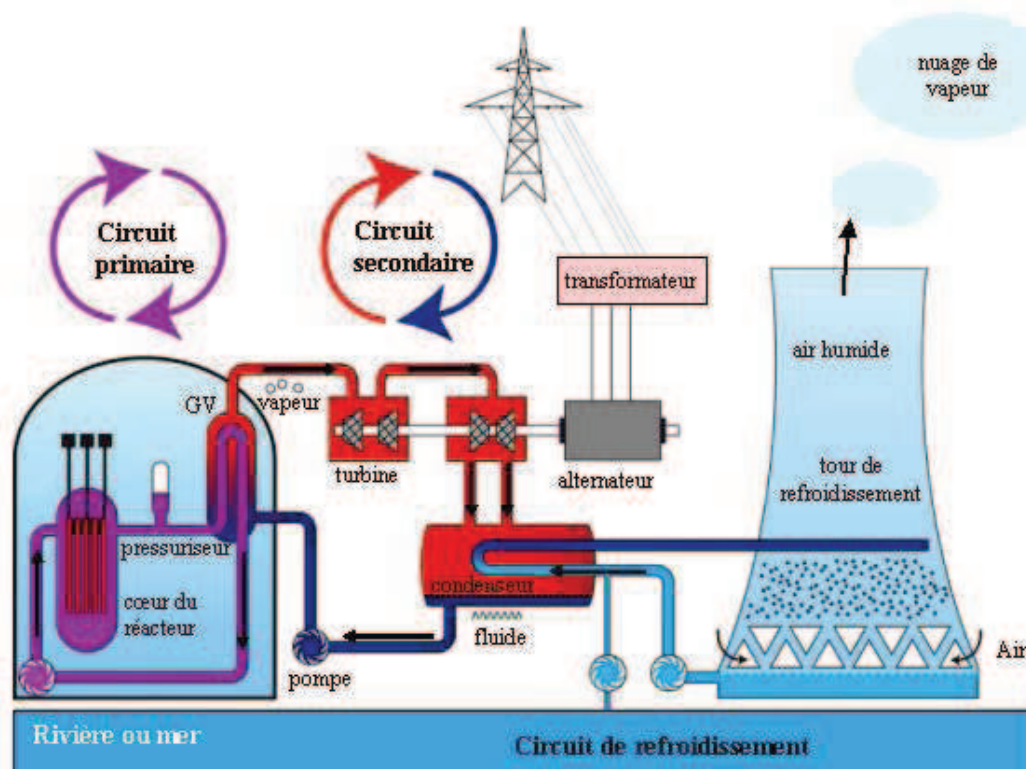 nuage de
vapeur
Circuit
primaire
Circuit
secondaire
transformateur
air humide
GV
vapeur
turbine
alternateur
tour de
refroidissement
pressuriseur
condenseur
cœur du
réacteur
fluide
pompe
Air
Rivière ou mer
Circuit de refroidissement